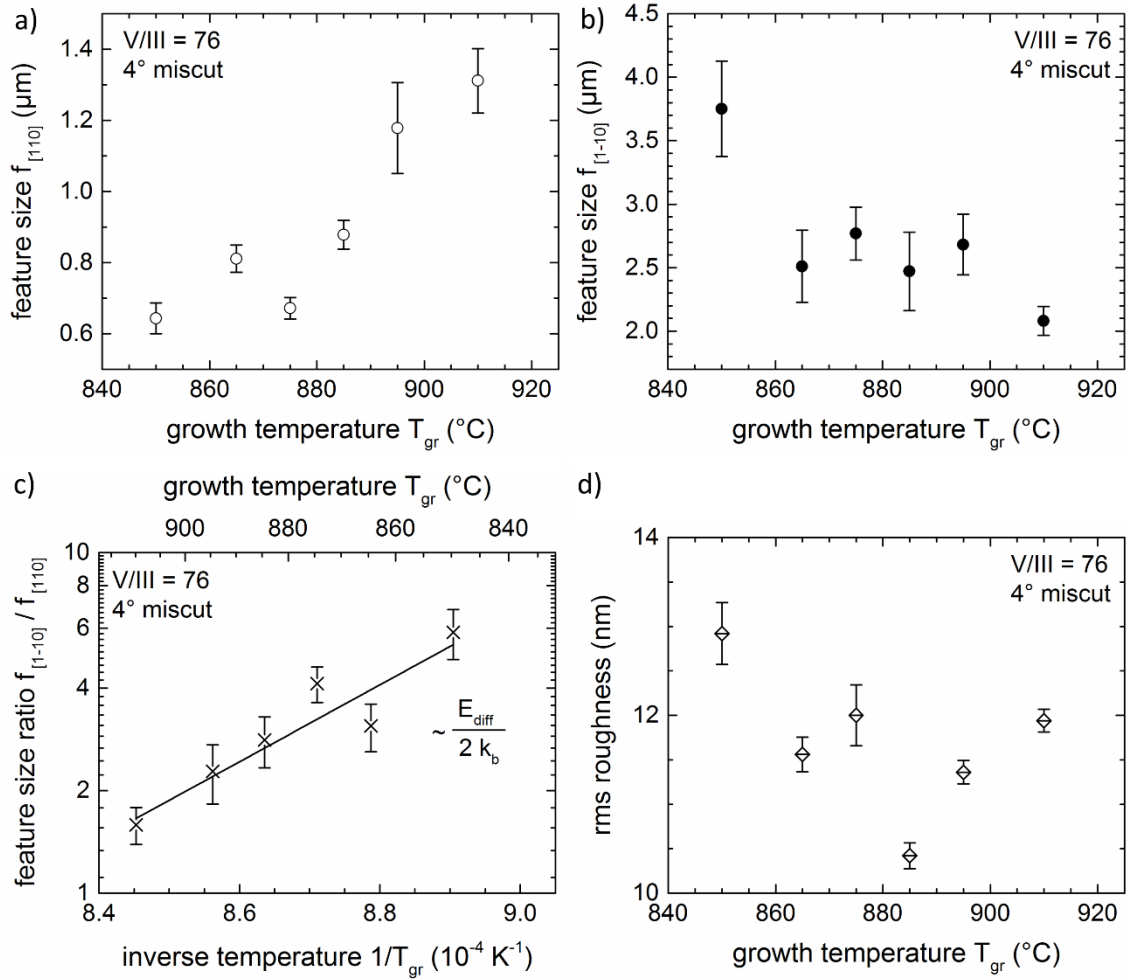 a)
V/III = 76
4° miscut
feature size f[110] (µm)
1.4
1.2
1.0
0.8
0.6
840 860 880 900 920
growth temperature Tgr (°C)
b)
V/III = 76
4° miscut
feature size f[1-10] (µm)
4.5
4.0
3.5
3.0
2.5
2.0
840 860 880 900 920
growth temperature Tgr (°C)
c)
growth temperature Tgr (°C)
900 880 860 840
V/III = 76
4° miscut
feature size ratio f[1-10] / f[110]
10
8
6
4
2
1
~ Ediff
2 kb
8.4 8.6 8.8 9.0
inverse temperature 1/Tgr (10-4 K-1)
d)
V/III = 76
4° miscut
rms roughness (nm)
14
13
12
11
10
840 860 880 900 920
growth temperature Tgr (°C)